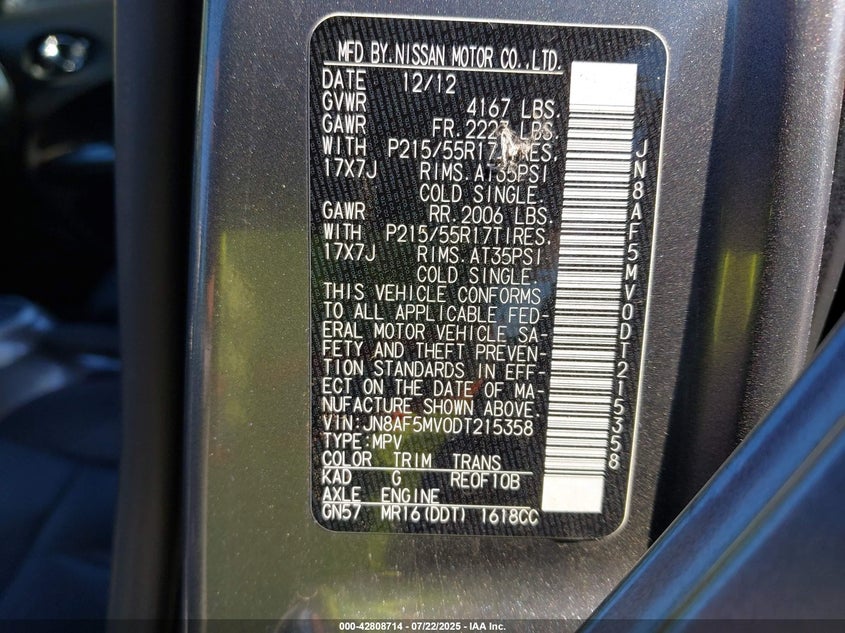 MFD BY.NISSAN MOTOR CO.,LTD.
DATE 12/12
GVWR 4167 LBS.
GAWR FR.2223 LBS.
WITH P215/55R17TIRES.
17X7J RIMS.AT35PSI
COLD SINGLE.
GAWR RR.2006 LBS.
WITH P215/55R17TIRES.
17X7J RIMS.AT35PSI
COLD SINGLE.
THIS VEHICLE CONFORMS
TO ALL APPLICABLE FED-
ERAL MOTOR VEHICLE SA-
FETY AND THEFT PREVEN-
TION STANDARDS IN EFF-
ECT ON THE DATE OF MA-
NUFACTURE SHOWN ABOVE.
VIN:JN8AF5MV0DT215358
TYPE:MPV
COLOR TRIM TRANS
KAD G RE0F10B
AXLE ENGINE
GN57 MR16(DDT) 1618CC
JN8AF5MV0DT215358
000-42808714 - 07/22/2025 - IAA Inc.